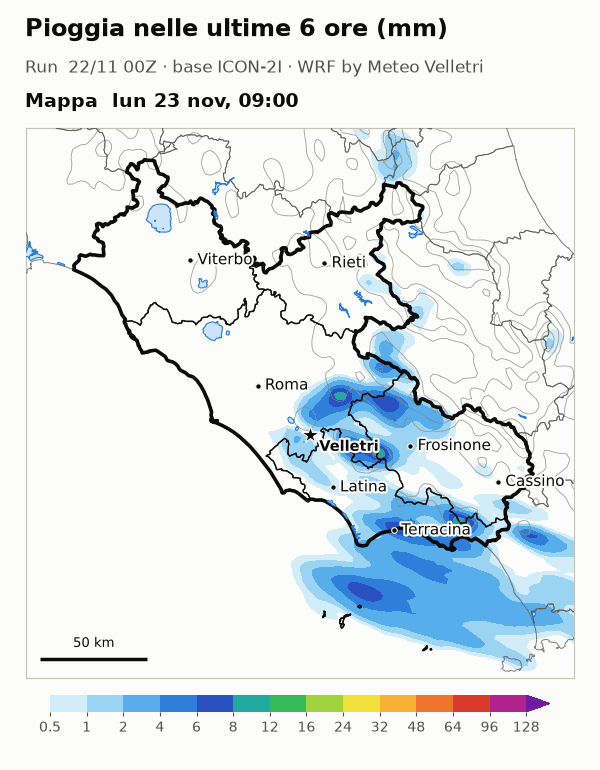 Pioggia nelle ultime 6 ore (mm)
Run 22/11 00Z · base ICON-2I · WRF by Meteo Velletri
Mappa lun 23 nov, 09:00
Viterbo
Rieti
Roma
Velletri
Frosinone
Latina
Cassino
Terracina
50 km
0.5 1 2 4 6 8 12 16 24 32 48 64 96 128